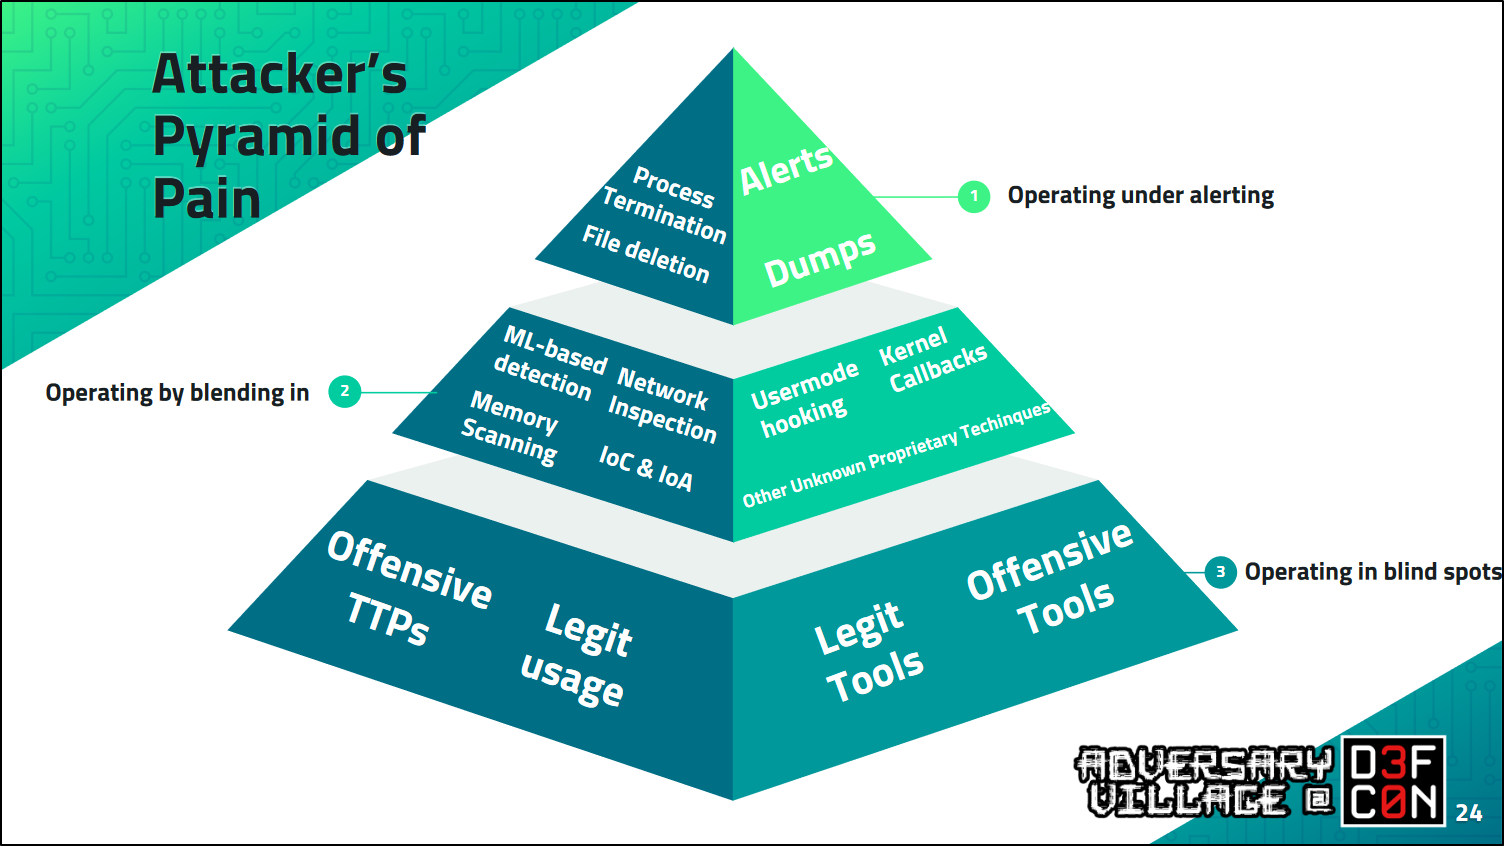 Attacker's
Pyramid of
Pain
Process
Termination
File deletion
Alerts
Dumps
1
Operating under alerting
Operating by blending in
2
ML-based
detection
Network
Inspection
Memory
Scanning
IoC & IoA
Usermode
hooking
Kernel
Callbacks
Other Unknown Proprietary Techinques
Offensive
TTPs
Legit
usage
Legit
Tools
Offensive
Tools
3
Operating in blind spots
ADVERSARY
VILLAGE @
D3F
C0N
24